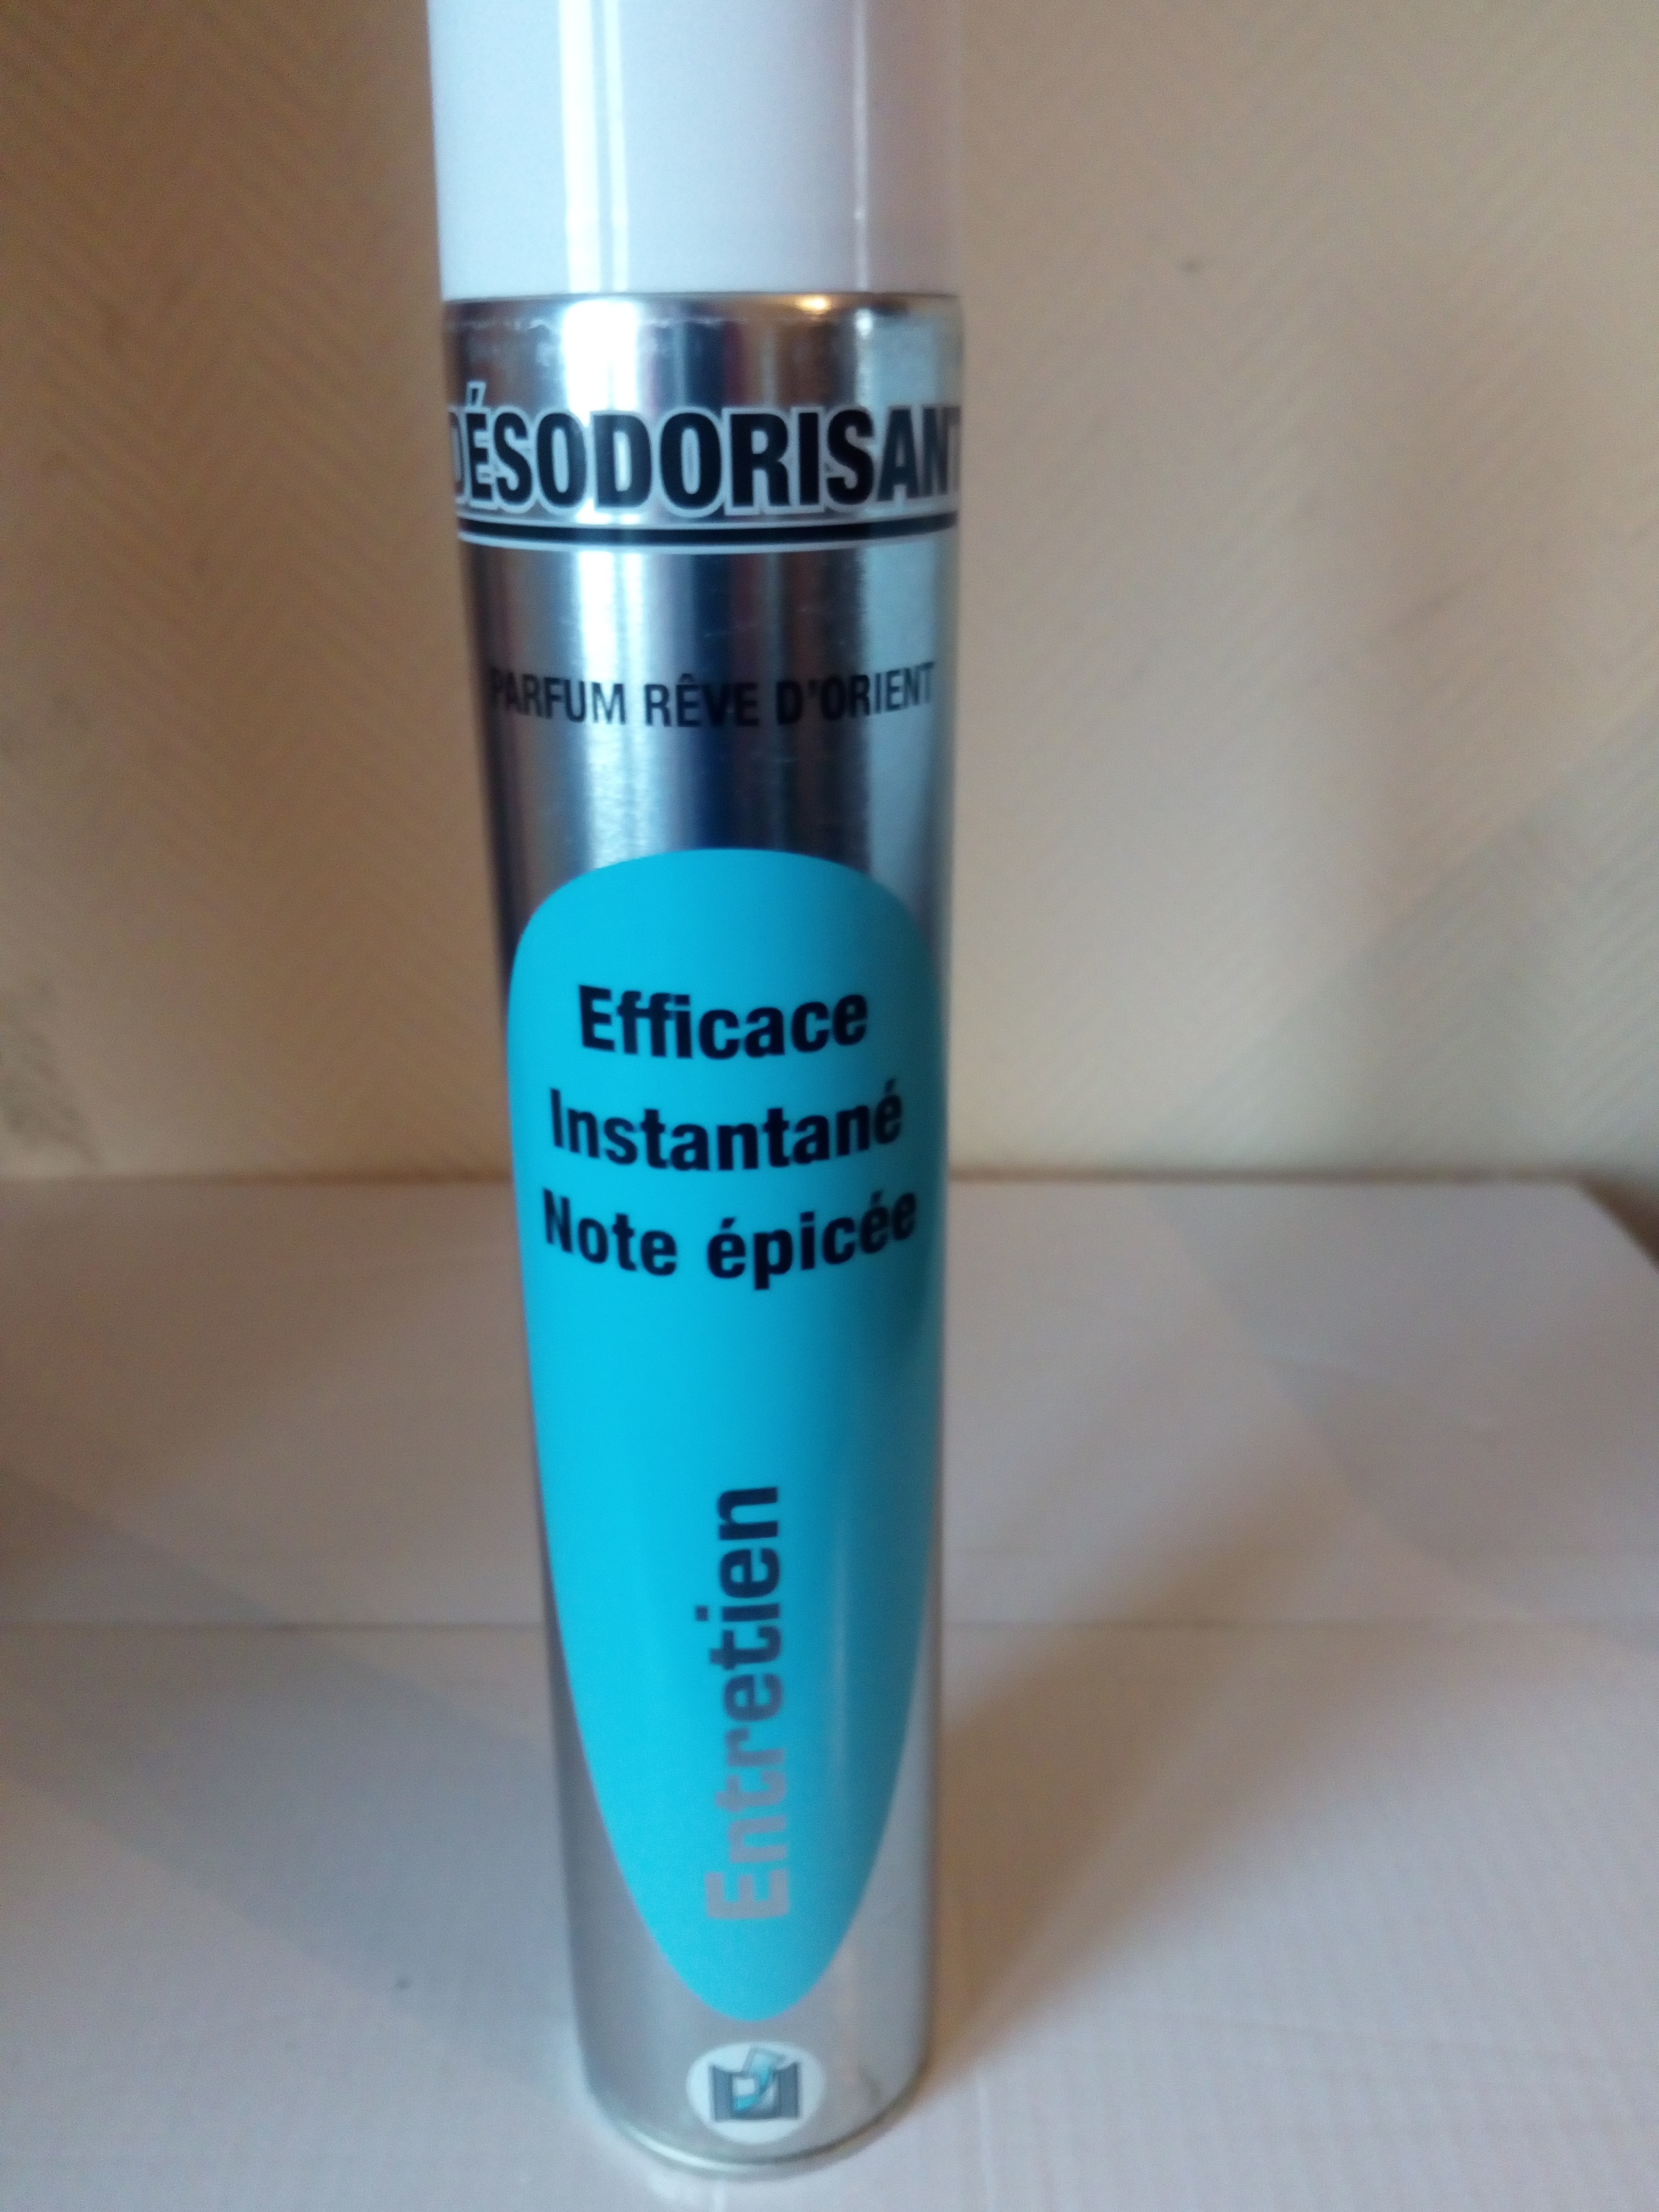 DÉSODORISANT
PARFUM RÊVE D'ORIENT
Efficace
Instantané
Note épicée
Entretien